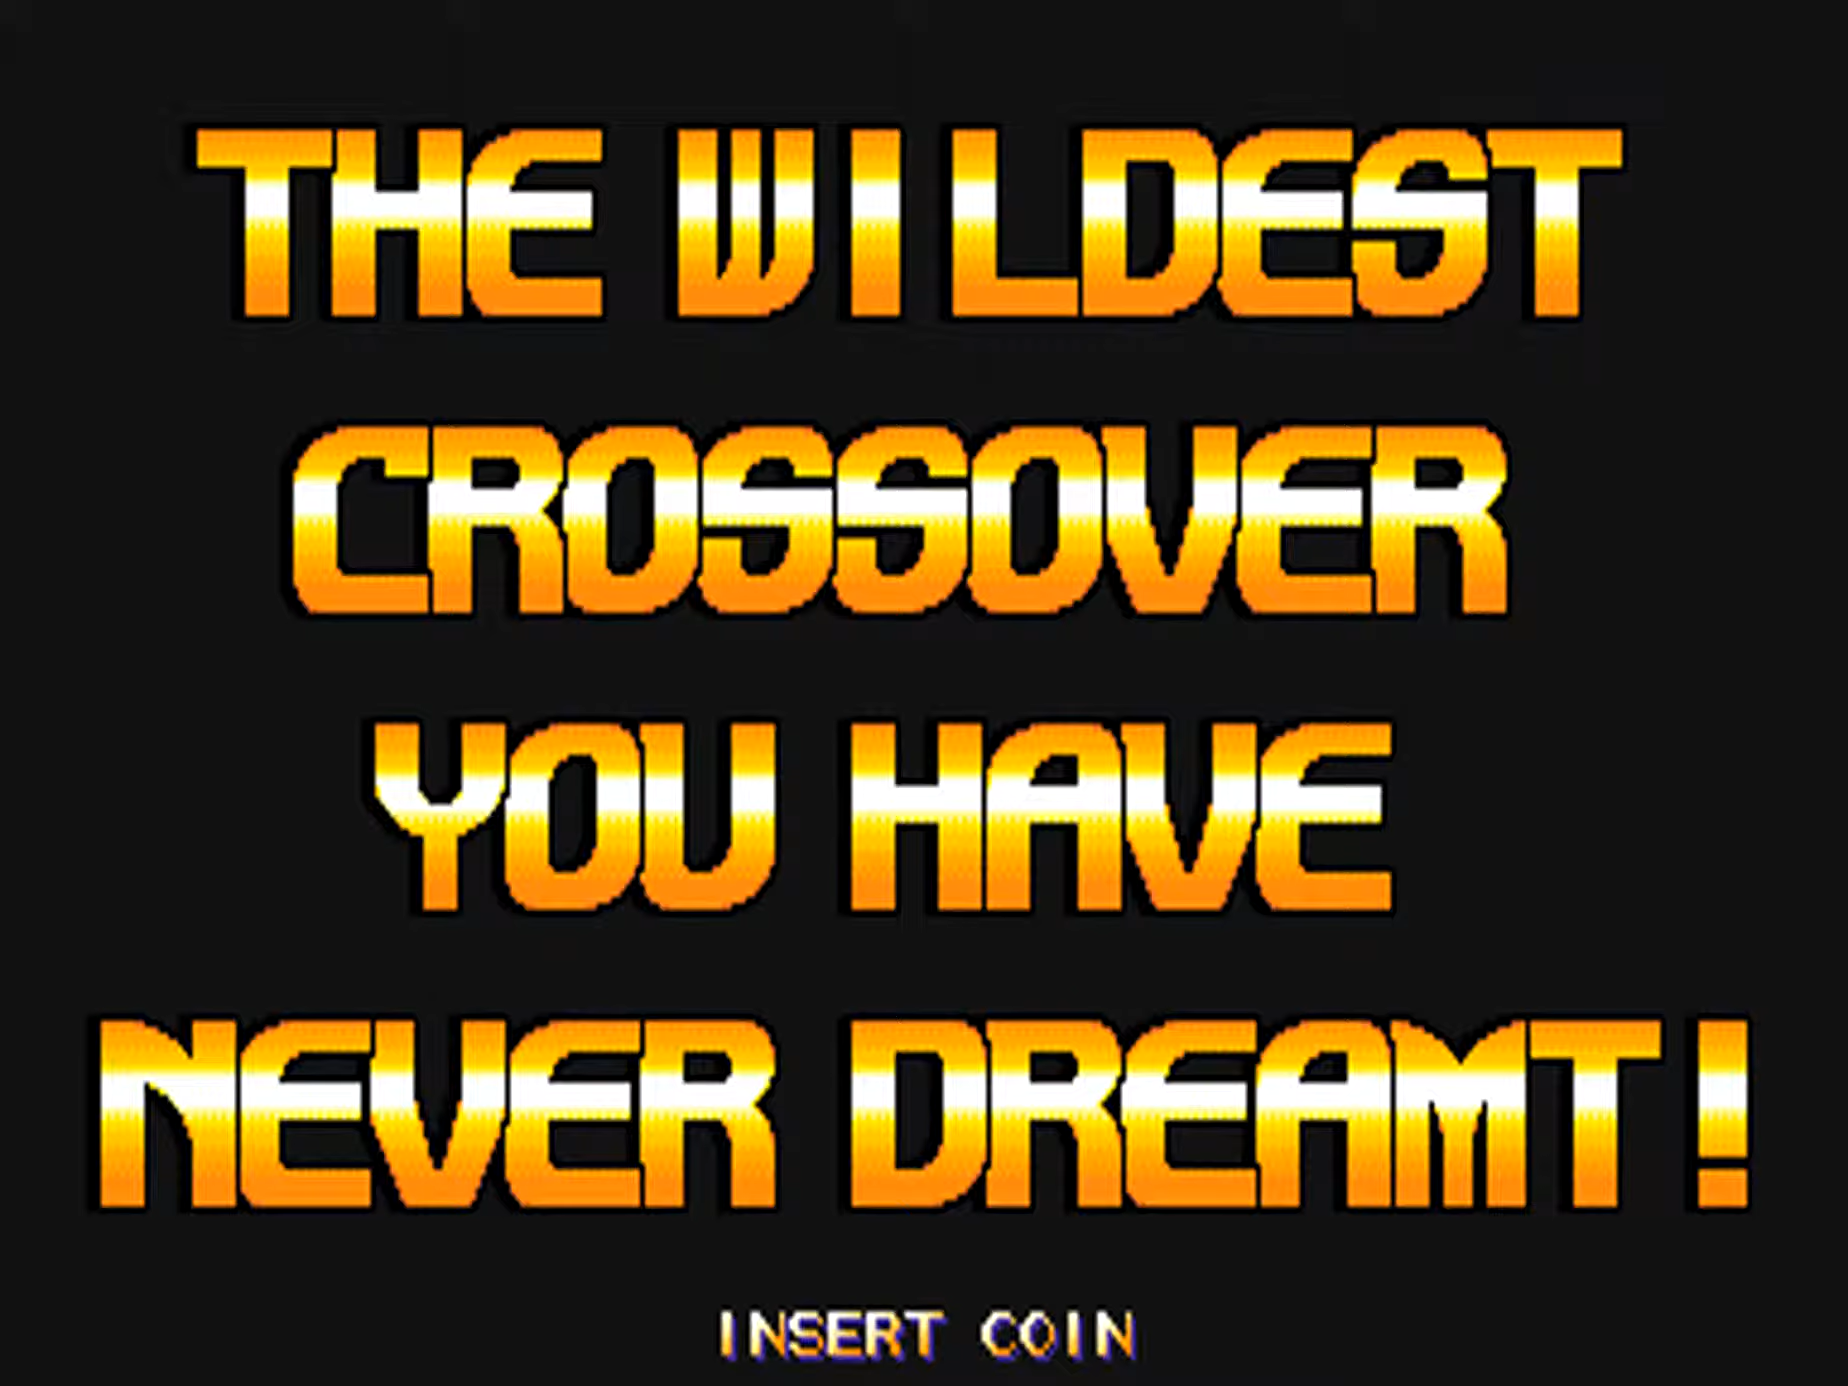 THE WILDEST
CROSSOVER
YOU HAVE
NEVER DREAMT!
INSERT COIN